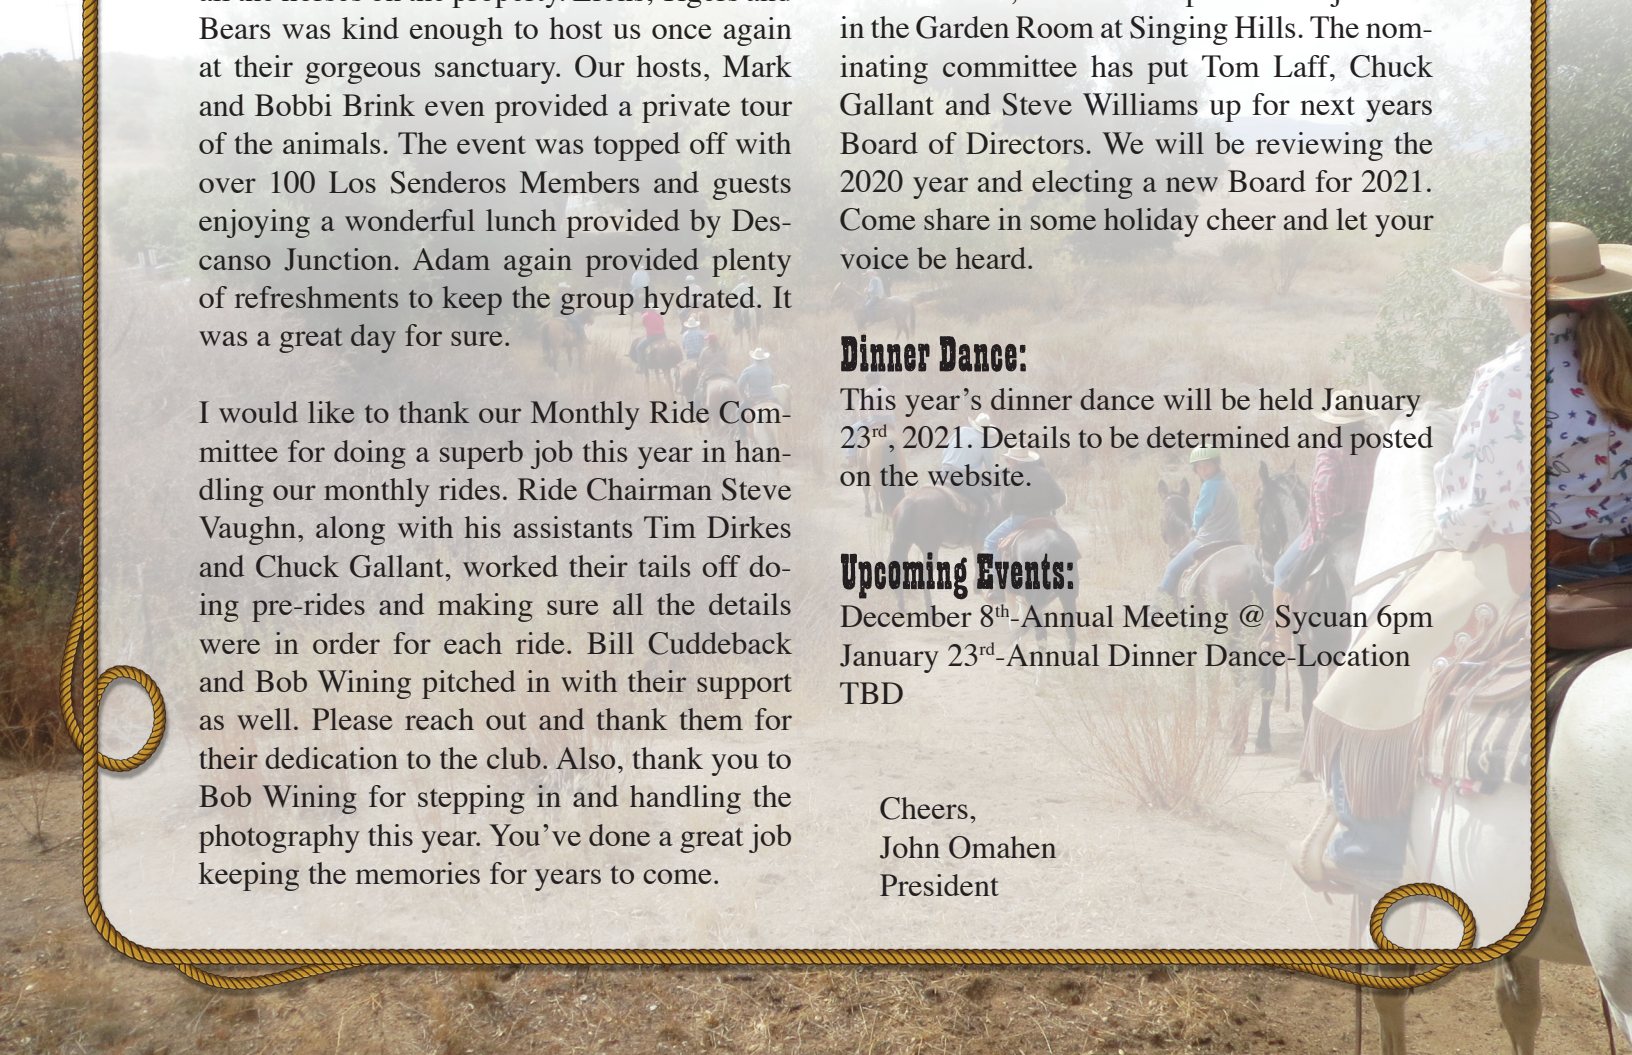 Bears was kind enough to host us once again
at their gorgeous sanctuary. Our hosts, Mark
and Bobbi Brink even provided a private tour
of the animals. The event was topped off with
over 100 Los Senderos Members and guests
enjoying a wonderful lunch provided by Des-
canso Junction. Adam again provided plenty
of refreshments to keep the group hydrated. It
was a great day for sure.
I would like to thank our Monthly Ride Com-
mittee for doing a superb job this year in han-
dling our monthly rides. Ride Chairman Steve
Vaughn, along with his assistants Tim Dirkes
and Chuck Gallant, worked their tails off do-
ing pre-rides and making sure all the details
were in order for each ride. Bill Cuddeback
and Bob Wining pitched in with their support
as well. Please reach out and thank them for
their dedication to the club. Also, thank you to
Bob Wining for stepping in and handling the
photography this year. You’ve done a great job
keeping the memories for years to come.
in the Garden Room at Singing Hills. The nom-
inating committee has put Tom Laff, Chuck
Gallant and Steve Williams up for next years
Board of Directors. We will be reviewing the
2020 year and electing a new Board for 2021.
Come share in some holiday cheer and let your
voice be heard.
Dinner Dance:
This year’s dinner dance will be held January
23rd, 2021. Details to be determined and posted
on the website.
Upcoming Events:
December 8th-Annual Meeting @ Sycuan 6pm
January 23rd-Annual Dinner Dance-Location
TBD
Cheers,
John Omahen
President